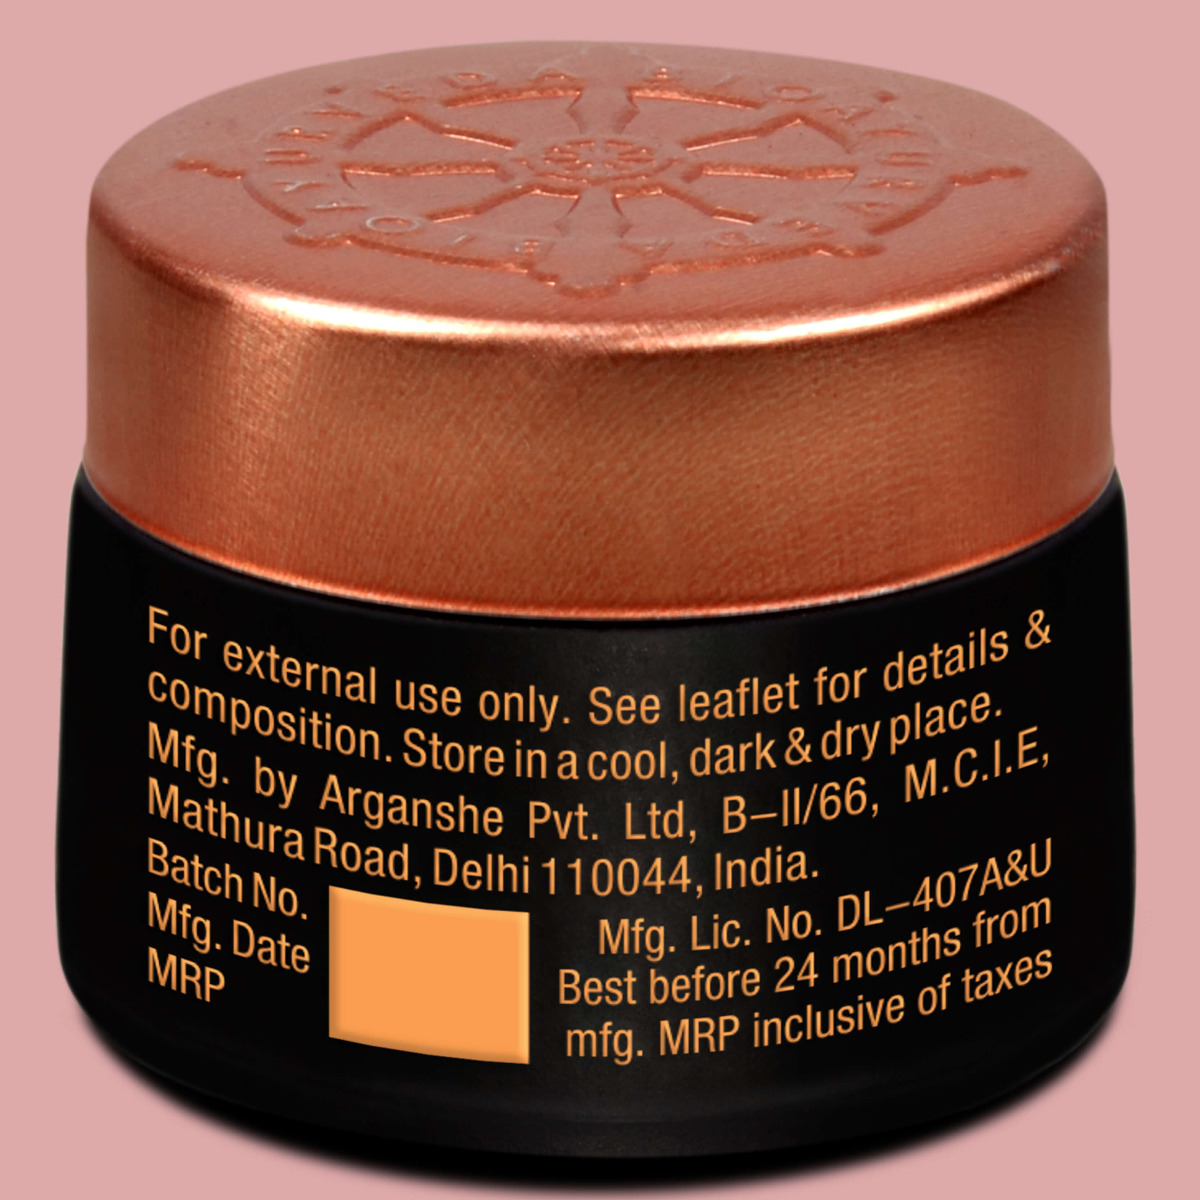 For external use only. See leaflet for details &
composition. Store in a cool, dark & dry place.
Mfg. by Arganshe Pvt. Ltd, B–II/66, M.C.I.E,
Mathura Road, Delhi 110044, India.
Batch No.
Mfg. Date
MRP
Mfg. Lic. No. DL–407A&U
Best before 24 months from
mfg. MRP inclusive of taxes